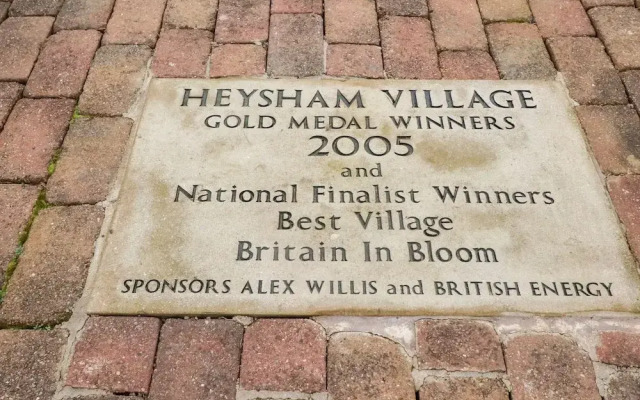 HEYSHAM VILLAGE
GOLD MEDAL WINNERS
2005
and
National Finalist Winners
Best Village
Britain In Bloom
SPONSORS ALEX WILLIS and BRITISH ENERGY